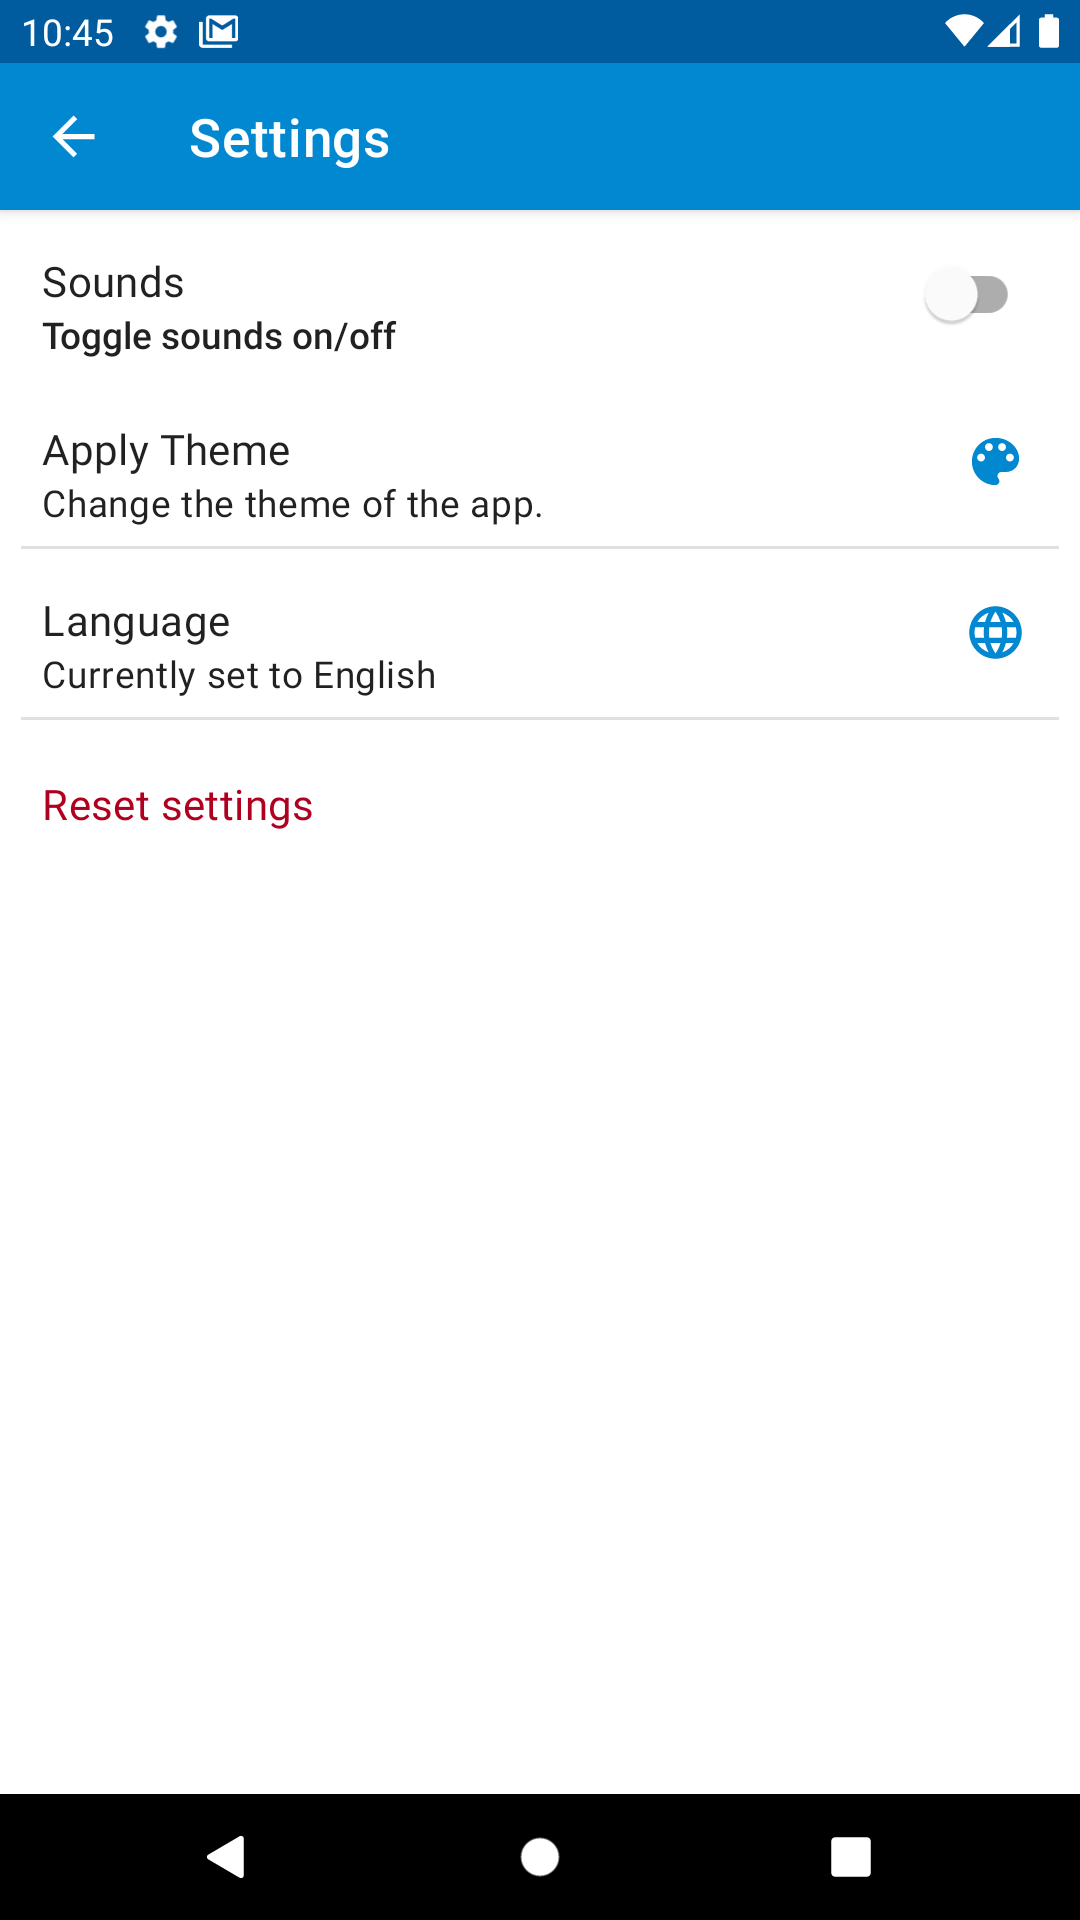 10:45
Settings
Sounds
Toggle sounds on/off
Apply Theme
Change the theme of the app.
Language
Currently set to English
Reset settings